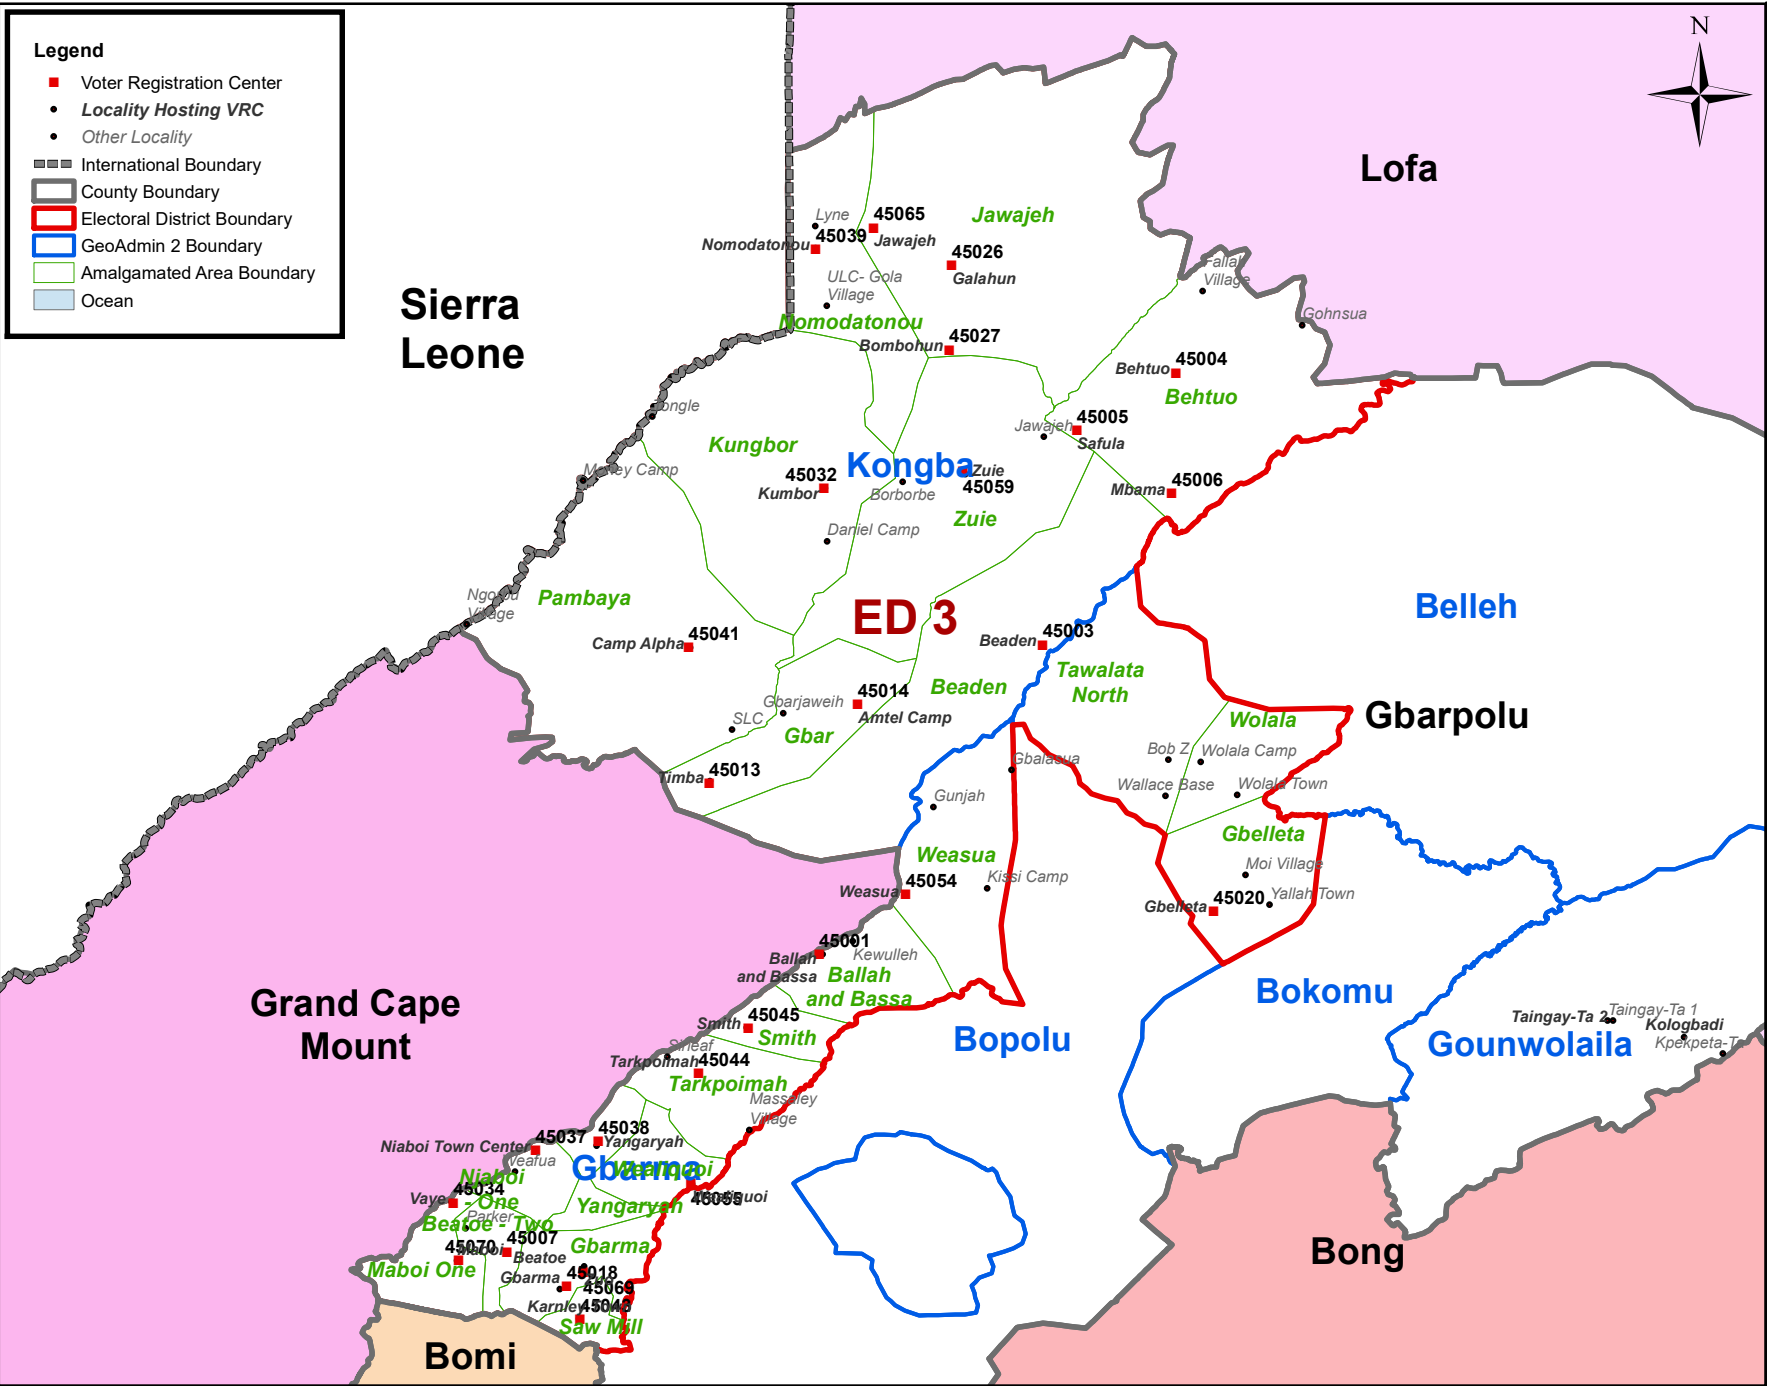 Legend
Voter Registration Center
Locality Hosting VRC
Other Locality
International Boundary
County Boundary
Electoral District Boundary
GeoAdmin 2 Boundary
Amalgamated Area Boundary
Ocean
N
Lofa
Sierra
Leone
Lyne
45065
Jawajeh
Nomodatonou
45039
Jawajeh
45026
Galahun
ULC- Gola
Village
Nomodatonou
Fallah
Village
Gohnsua
45027
Bombohun
45004
Behtuo
Behtuo
Jawajeh
45005
Safula
Kungbor
Kongba
Zuie
45059
45032
Kumbor
Borborbe
Zuie
45006
Mbama
Daniel Camp
Village
Pambaya
ED 3
Belleh
45041
Camp Alpha
45003
Beaden
Tawalata
North
Beaden
45014
Amtel Camp
Gbarjaweih
SLC
Gbar
Wolala
Gbarpolu
Bob Z
Wolala Camp
Gbalasua
Wallace Base
Wolala Town
45013
Timba
Gunjah
Gbelleta
Weasua
Moi Village
45054
Weasua
Kissi Camp
45020
Gbelleta
Yallah Town
45001
Ballah
and Bassa
Kewulleh
Ballah
and Bassa
Grand Cape
Mount
Bokomu
45045
Smith
Smith
Bopolu
Gounwolaila
Taingay-Ta 2
Taingay-Ta 1
Kologbadi
Tarkpoimah
45044
Tarkpoimah
Massaley
Village
45038
Yangaryah
Niaboi Town Center
45037
Gbarma
Niaboi
- One
Vaye
45034
Yangaryah
Parker
Beatoe - Two
45007
Beatoe
45070
Maboi One
Gbarma
Gbarma
45018
45069
Saw Mill
Bong
Bomi